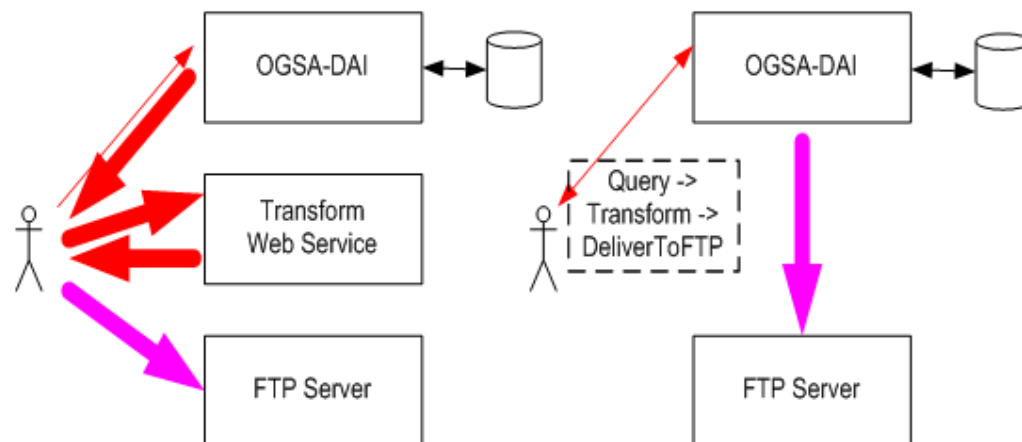 OGSA-DAI
Transform
Web Service
FTP Server
OGSA-DAI
Query ->
Transform ->
DeliverToFTP
FTP Server